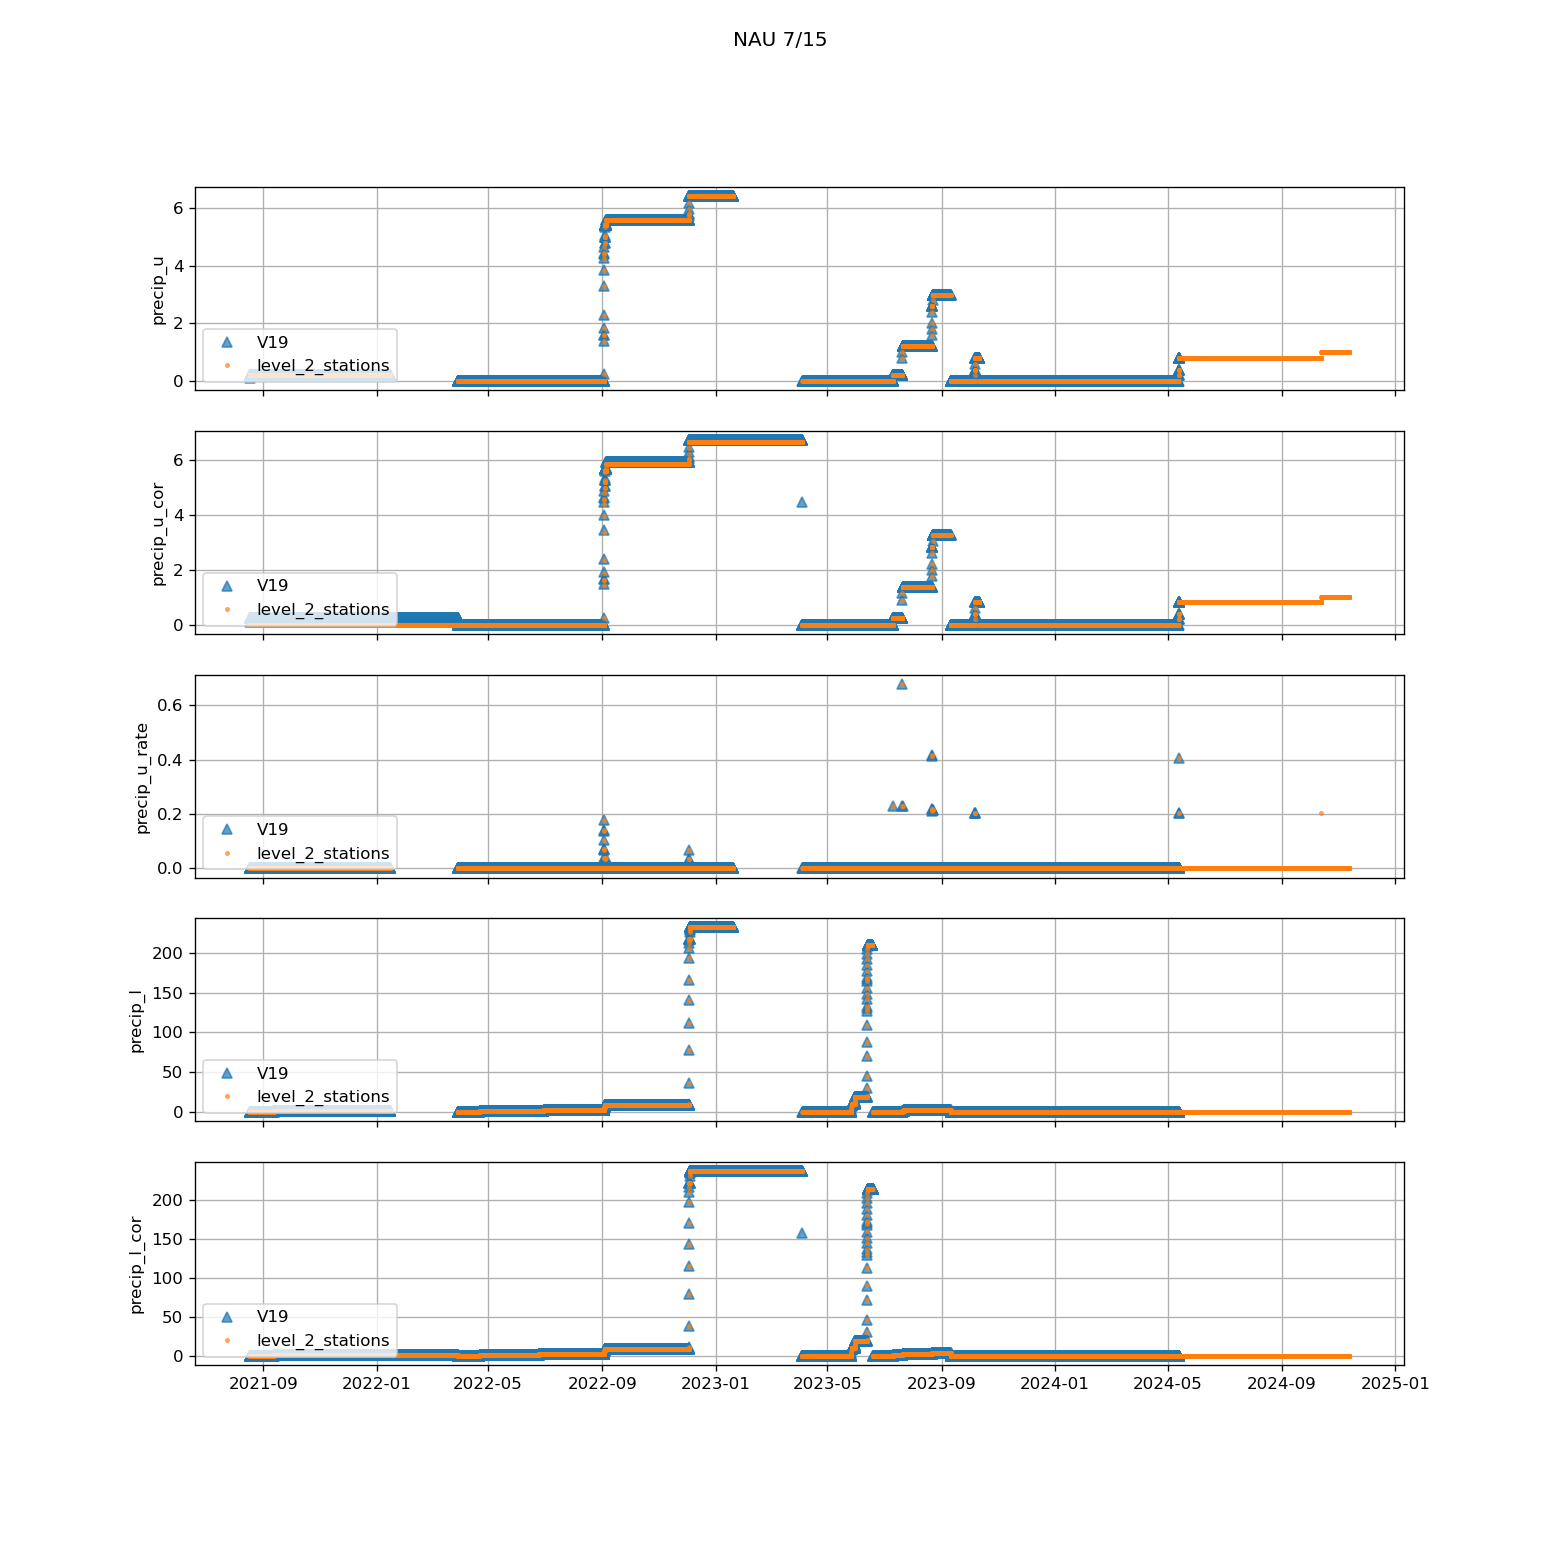 NAU 7/15
precip_u
6
4
2
0
V19
level_2_stations
precip_u_cor
6
4
2
0
V19
level_2_stations
precip_u_rate
0.6
0.4
0.2
0.0
V19
level_2_stations
precip_l
200
150
100
50
0
V19
level_2_stations
precip_l_cor
200
150
100
50
0
V19
level_2_stations
2021-09 2022-01 2022-05 2022-09 2023-01 2023-05 2023-09 2024-01 2024-05 2024-09 2025-01